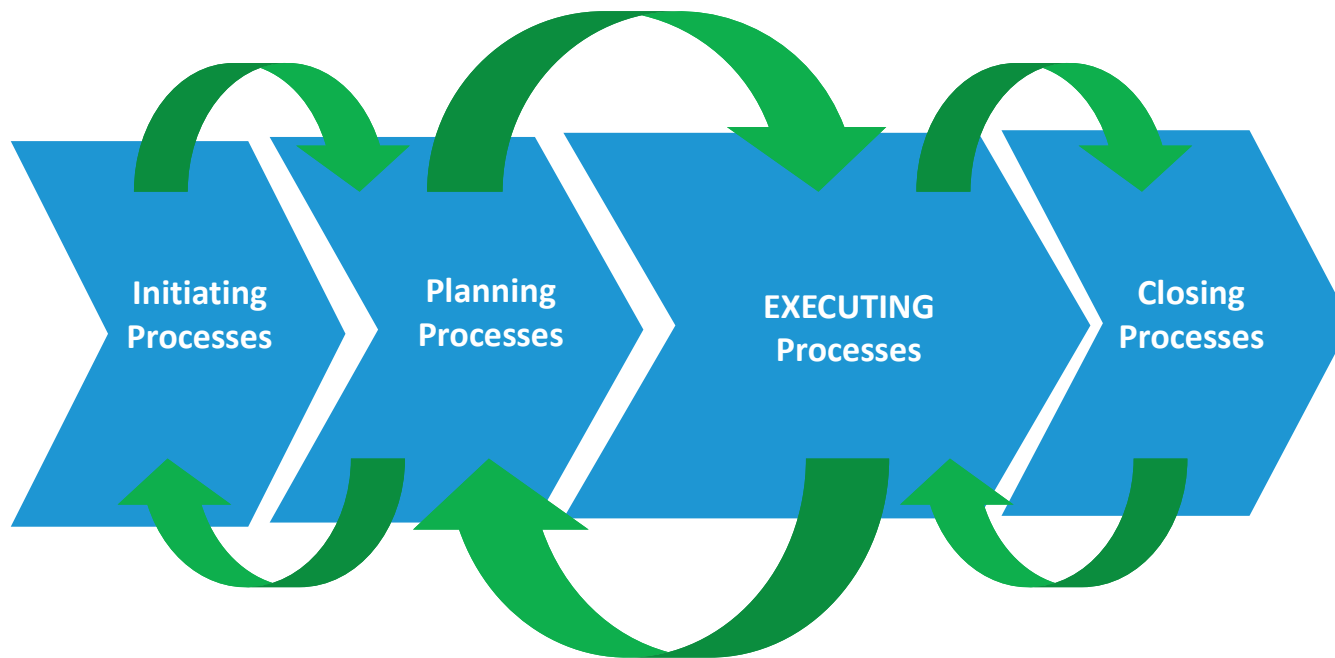 Initiating
Processes
Planning
Processes
EXECUTING
Processes
Closing
Processes